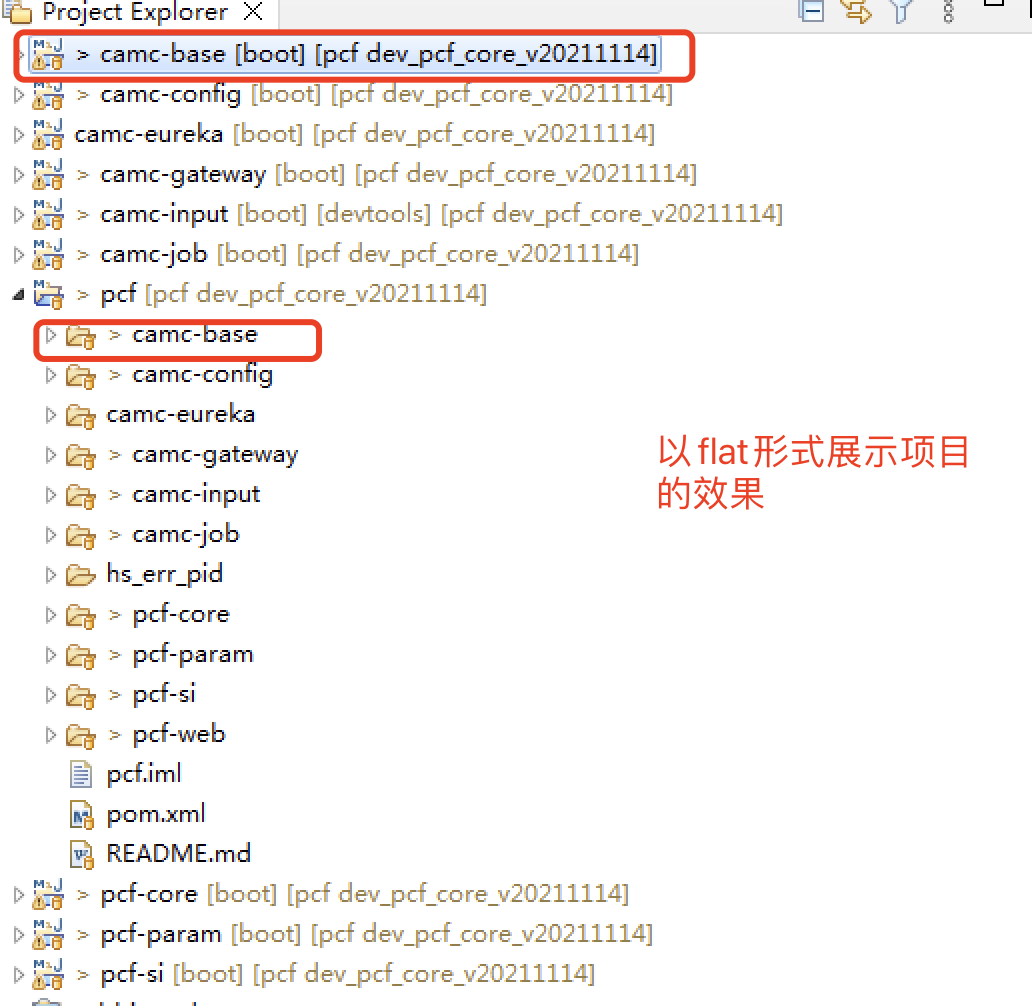 Project Explorer
> camc-base [boot] [pcf dev_pcf_core_v20211114]
> camc-config [boot] [pcf dev_pcf_core_v20211114]
camc-eureka [boot] [pcf dev_pcf_core_v20211114]
> camc-gateway [boot] [pcf dev_pcf_core_v20211114]
> camc-input [boot] [devtools] [pcf dev_pcf_core_v20211114]
> camc-job [boot] [pcf dev_pcf_core_v20211114]
> pcf [pcf dev_pcf_core_v20211114]
> camc-base
> camc-config
camc-eureka
> camc-gateway
> camc-input
> camc-job
hs_err_pid
> pcf-core
> pcf-param
> pcf-si
> pcf-web
pcf.iml
pom.xml
README.md
> pcf-core [boot] [pcf dev_pcf_core_v20211114]
> pcf-param [boot] [pcf dev_pcf_core_v20211114]
> pcf-si [boot] [pcf dev_pcf_core_v20211114]
以flat形式展示项目
的效果